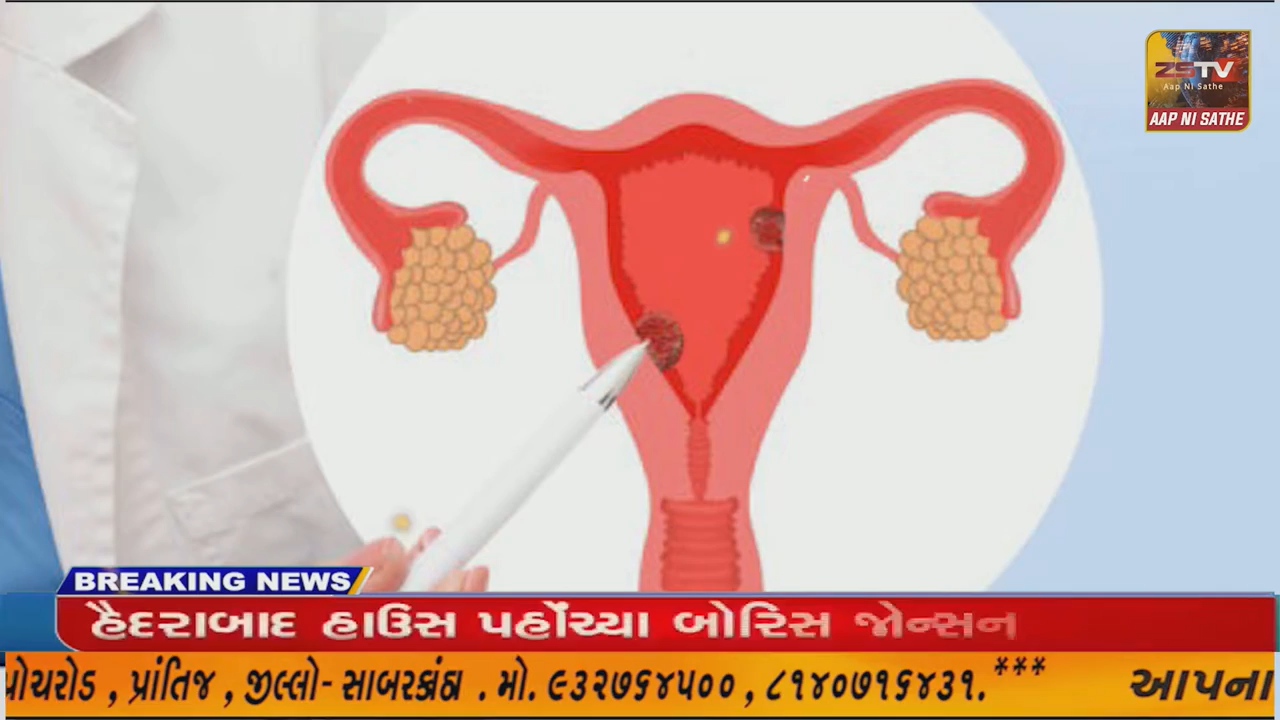 ZSTV
Aap Ni Sathe
AAP NI SATHE
BREAKING NEWS
હૈદરાબાદ હાઉસ પહોંચ્યા બોરિસ જોન્સન
પોચરોડ , પ્રાંતિજ , જીલ્લો- સાબરકાંઠા . મો. ૯૩૨૭૬૪૫૦૦ , ૮૧૪૦૭૧૬૪૩૧.*** આપના